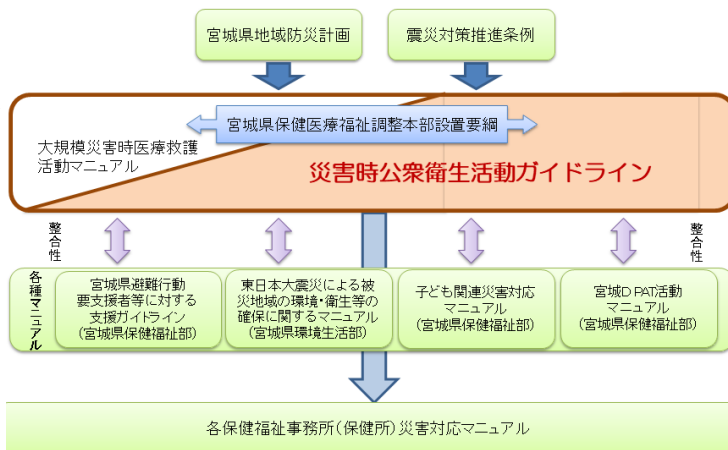 宮城県地域防災計画
震災対策推進条例
宮城県保健医療福祉調整本部設置要綱
大規模災害時医療救護
活動マニュアル
災害時公衆衛生活動ガイドライン
整合性
整合性
各種マニュアル
宮城県避難行動
要支援者等に対する
支援ガイトライン
(宮城県保健福祉部)
東日本大震災による被
災地域の環境・衛生等の
確保に関するマニュアル
(宮城県環境生活部)
子ども関連災害対応
マニュアル
(宮城県保健福祉部)
宮城DPAT活動
マニュアル
(宮城県保健福祉部)
各保健福祉事務所(保健所)災害対応マニュアル